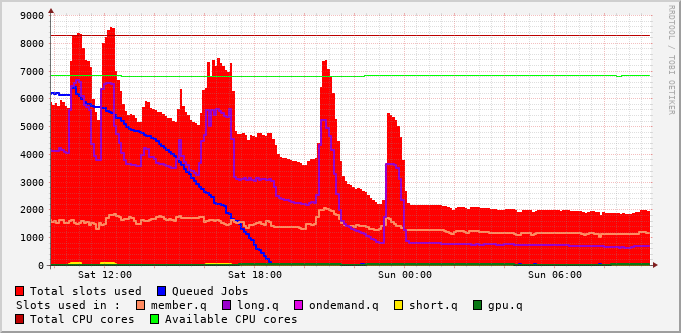 9000
8000
7000
6000
5000
4000
3000
2000
1000
0
Sat 12:00 Sat 18:00 Sun 00:00 Sun 06:00
RRDTOOL / TOBI OETIKER
Total slots used Queued Jobs
Slots used in : member.q long.q ondemand.q short.q gpu.q
Total CPU cores Available CPU cores